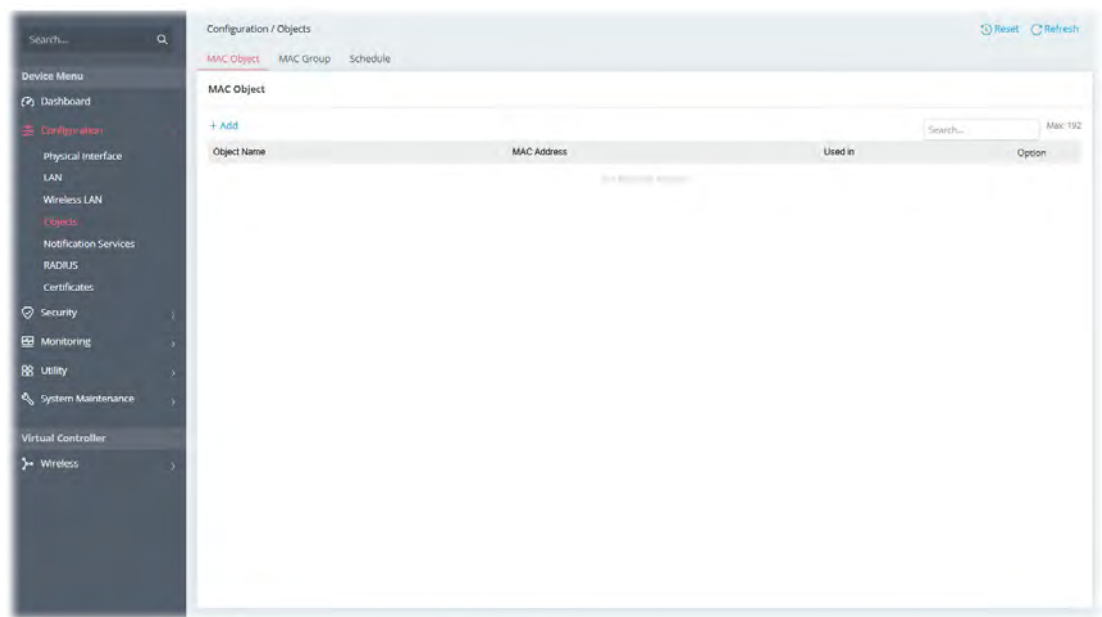 Search...
Device Menu
Dashboard
Configuration
Physical Interface
LAN
Wireless LAN
Objects
Notification Services
RADIUS
Certificates
Security
Monitoring
Utility
System Maintenance
Virtual Controller
Wireless
Configuration / Objects
Reset Refresh
MAC Object MAC Group Schedule
MAC Object
+ Add
Search...
Max: 192
Object Name MAC Address Used in Option